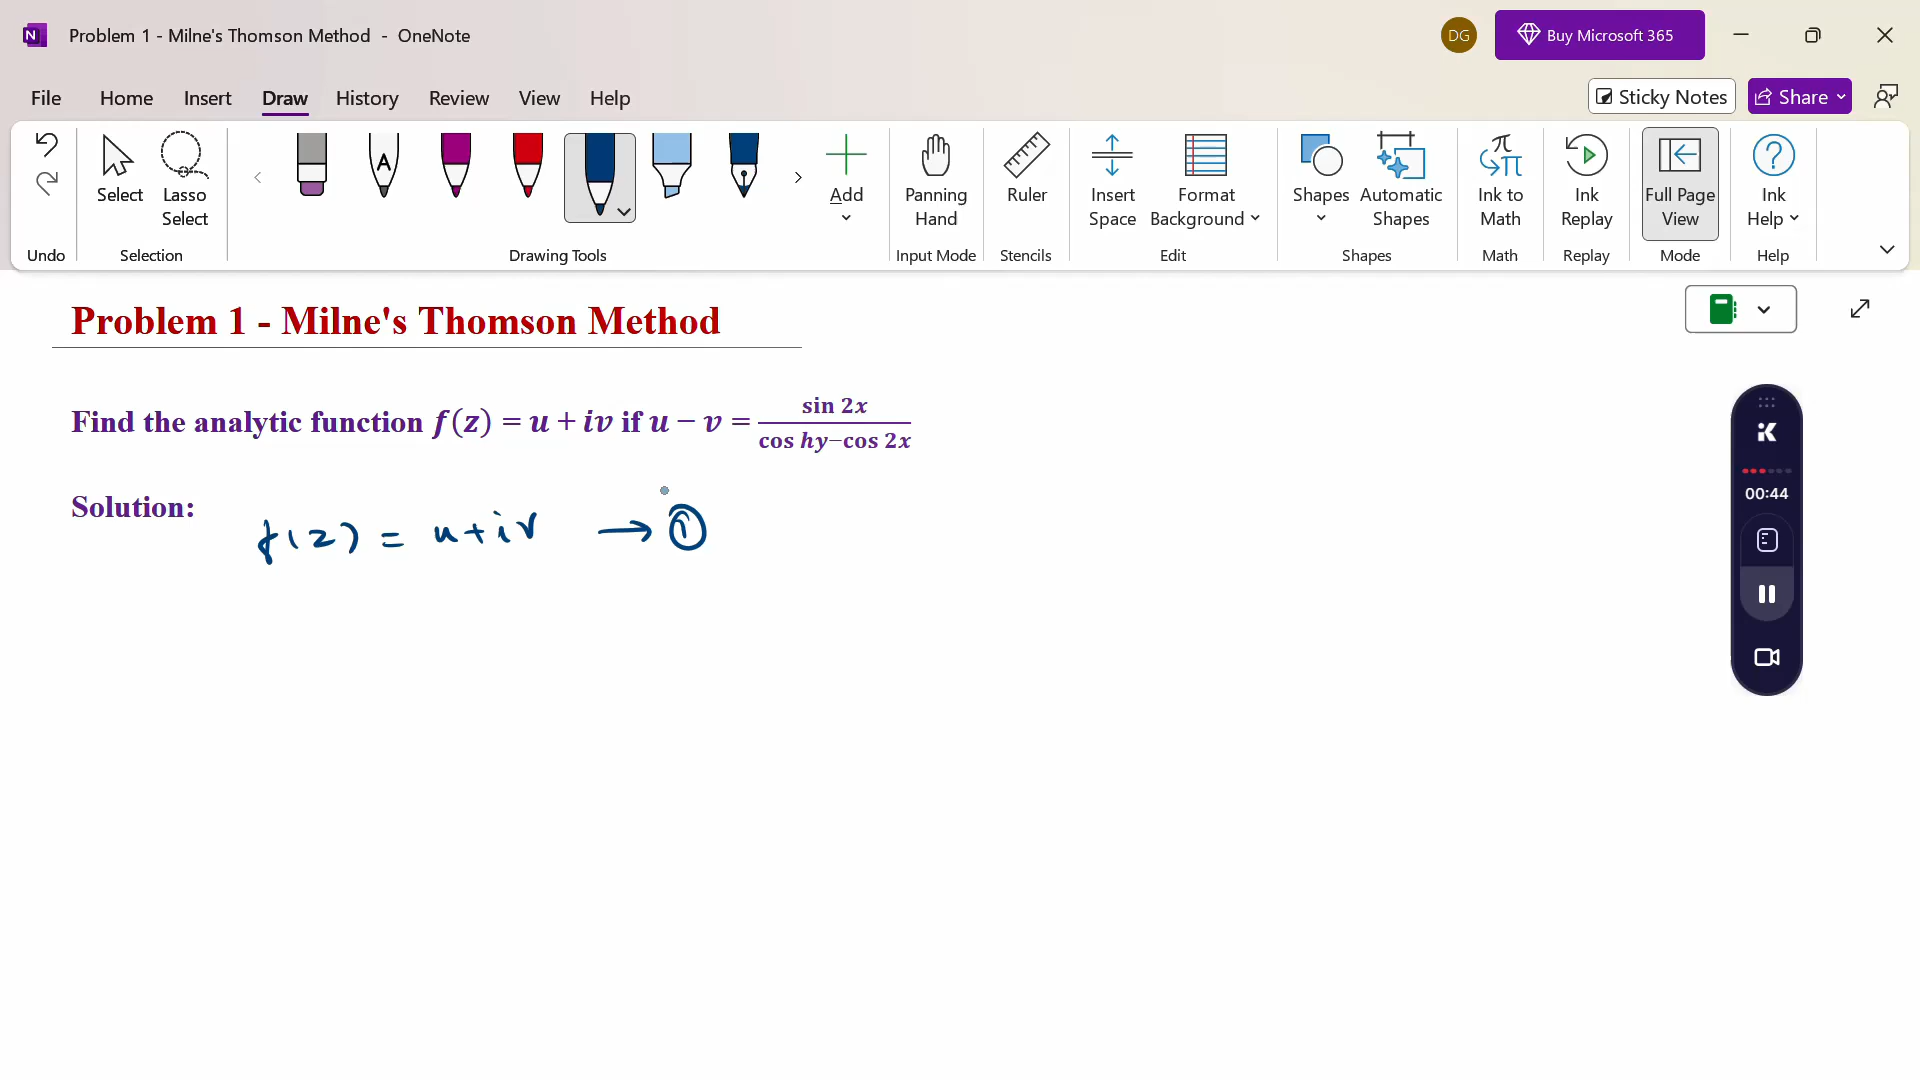 Problem 1 - Milne's Thomson Method - OneNote
DG
Buy Microsoft 365
File Home Insert Draw History Review View Help
Sticky Notes Share
A
Select Lasso Select Add Panning Hand Ruler Insert Space Format Background Shapes Automatic Shapes Ink to Math Ink Replay Full Page View Ink Help
Undo Selection Drawing Tools Input Mode Stencils Edit Shapes Math Replay Mode Help
Problem 1 - Milne's Thomson Method
Find the analytic function f(z) = u + iv if u − v = sin 2x / cos hy−cos 2x
Solution:
f(z) = u+iv → ①
00:44